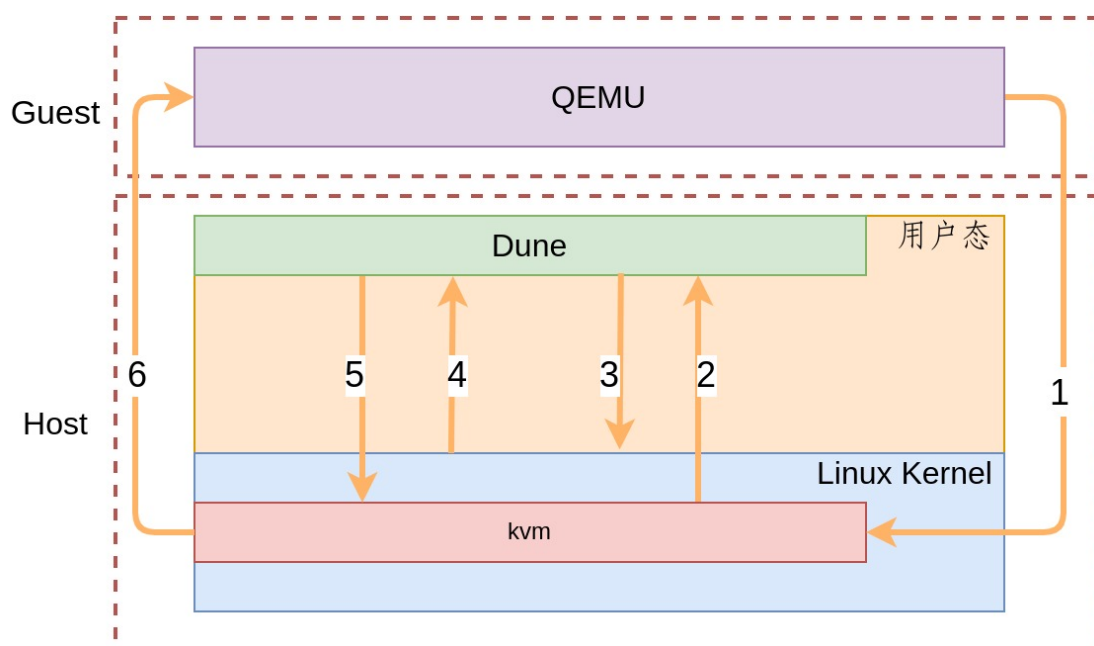 QEMU
Guest
Dune
用户态
6
5
4
3
2
1
Host
Linux Kernel
kvm